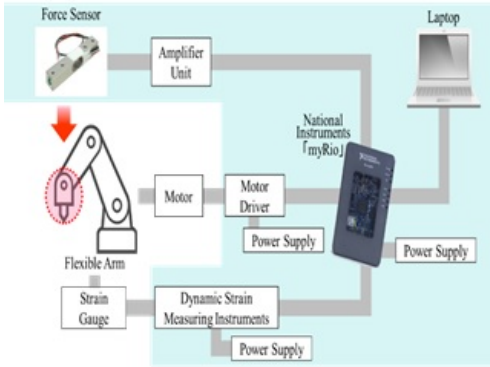 Force Sensor
Laptop
Amplifier
Unit
National
Instruments
「myRio」
Motor
Motor
Driver
Power Supply
Power Supply
Flexible Arm
Strain
Gauge
Dynamic Strain
Measuring Instruments
Power Supply